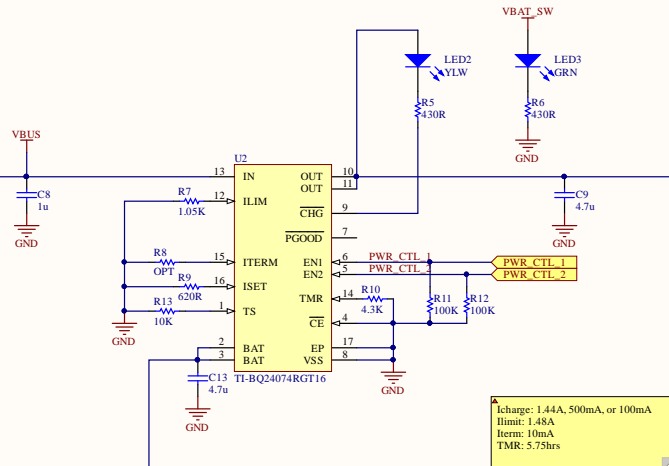 VBAT_SW
LED2
YLW
LED3
GRN
R5
430R
R6
430R
GND
VBUS
C8
1u
GND
U2
13 IN
OUT 10
OUT 11
R7
1.05K
12 ILIM
CHG 9
PGOOD 7
C9
4.7u
GND
R8
OPT
15 ITERM
EN1 6 PWR_CTL_1
PWR_CTL_1
EN2 5 PWR_CTL_2
PWR_CTL_2
R9
620R
16 ISET
TMR 14
R10
4.3K
R11
100K
R12
100K
R13
10K
1 TS
CE 4
GND
2 BAT
3 BAT
EP 17
VSS 8
TI-BQ24074RGT16
C13
4.7u
GND
GND
Icharge: 1.44A, 500mA, or 100mA
Ilimit: 1.48A
Iterm: 10mA
TMR: 5.75hrs